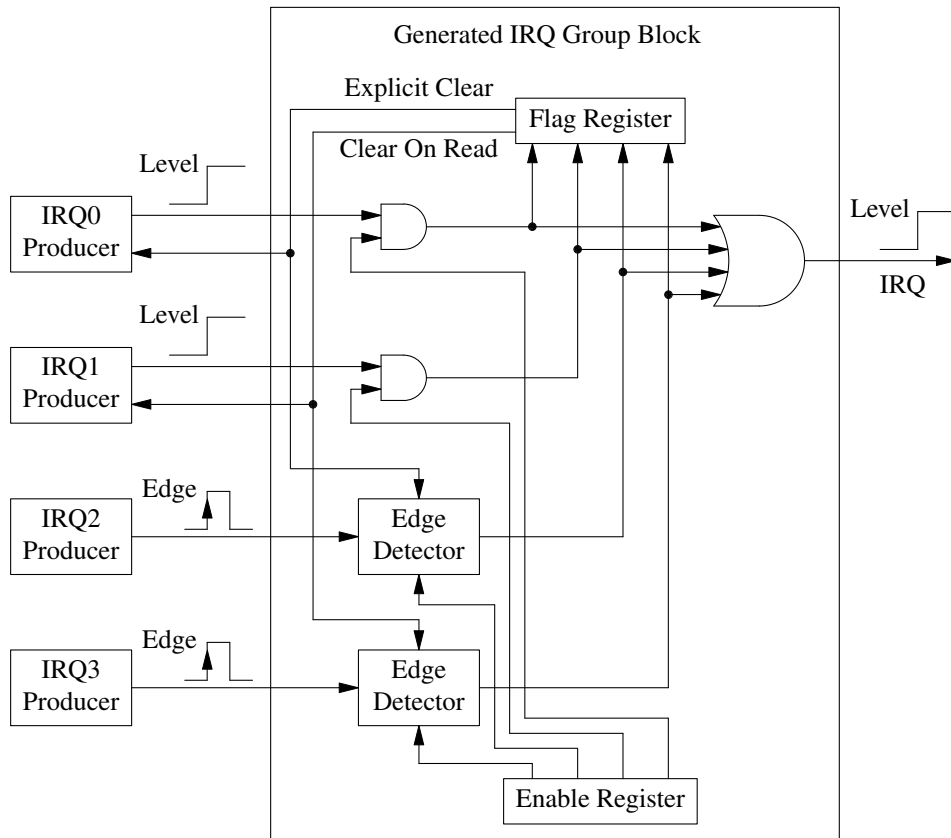 Generated IRQ Group Block
Explicit Clear
Flag Register
Clear On Read
Level
IRQ0
Producer
Level
IRQ
Level
IRQ1
Producer
Edge
IRQ2
Producer
Edge
Detector
Edge
IRQ3
Producer
Edge
Detector
Enable Register